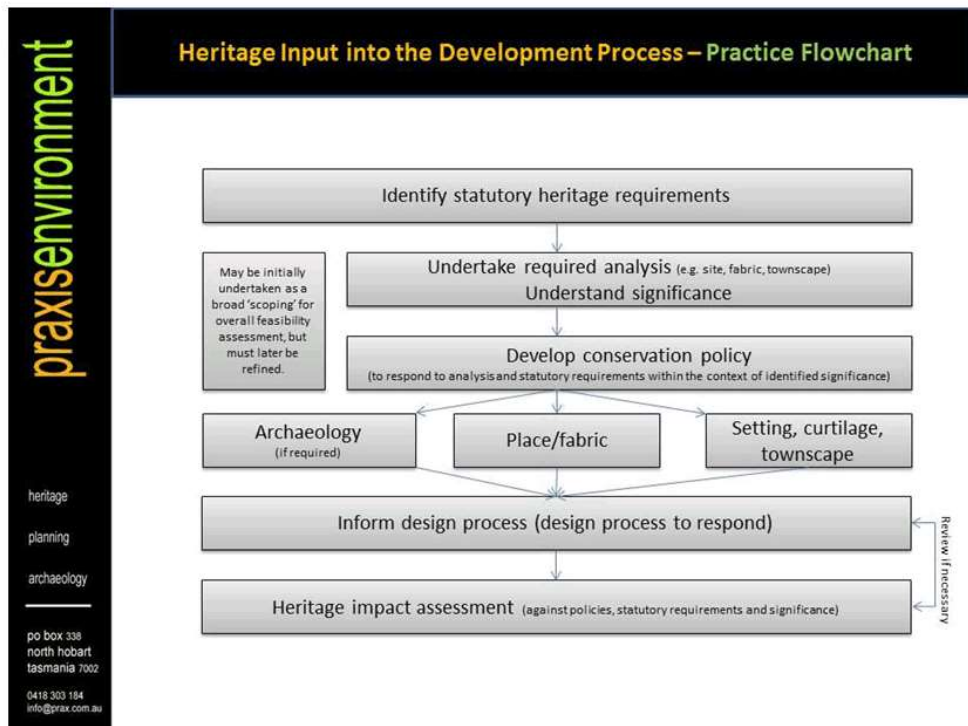 Heritage Input into the Development Process – Practice Flowchart
praxisenvironment
Identify statutory heritage requirements
May be initially
undertaken as a
broad 'scoping' for
overall feasibility
assessment, but
must later be
refined.
Undertake required analysis (e.g. site, fabric, townscape)
Understand significance
Develop conservation policy
(to respond to analysis and statutory requirements within the context of identified significance)
Archaeology
(if required)
Place/fabric
Setting, curtilage,
townscape
Inform design process (design process to respond)
Heritage impact assessment (against policies, statutory requirements and significance)
Review if necessary
heritage
planning
archaeology
po box 338
north hobart
tasmania 7002
0418 303 184
info@prax.com.au